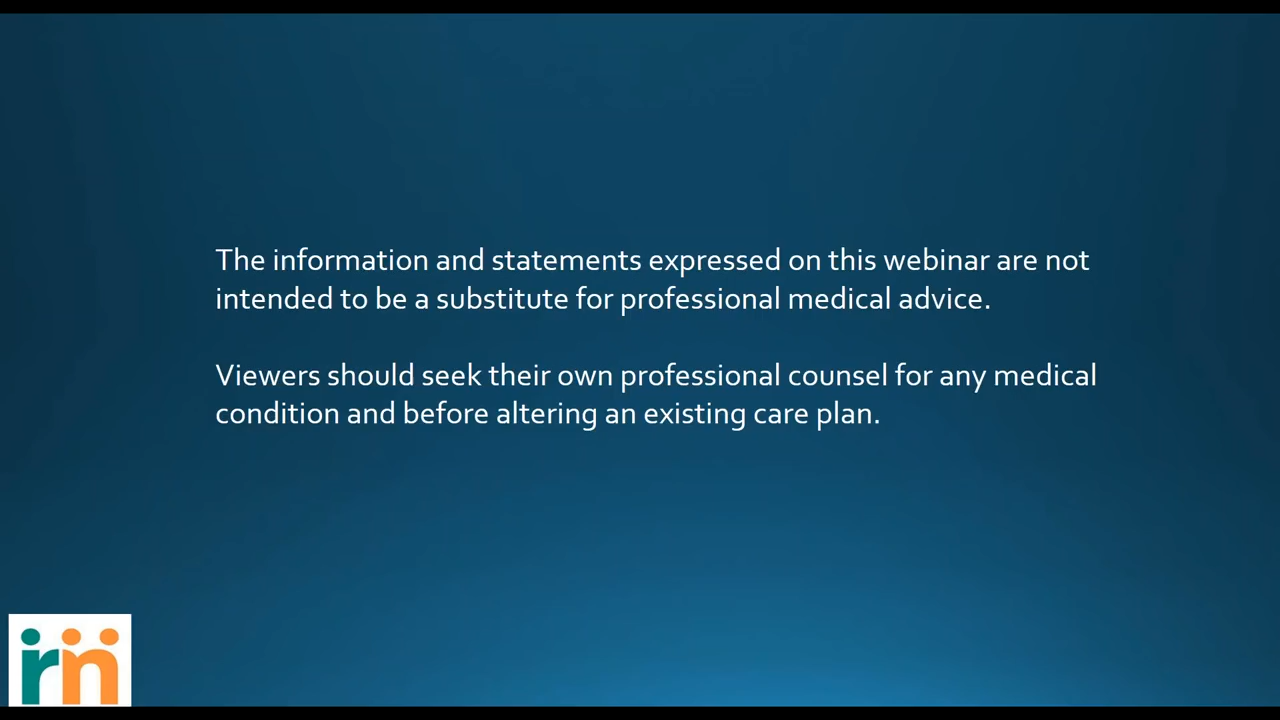 The information and statements expressed on this webinar are not
intended to be a substitute for professional medical advice.
Viewers should seek their own professional counsel for any medical
condition and before altering an existing care plan.
rn